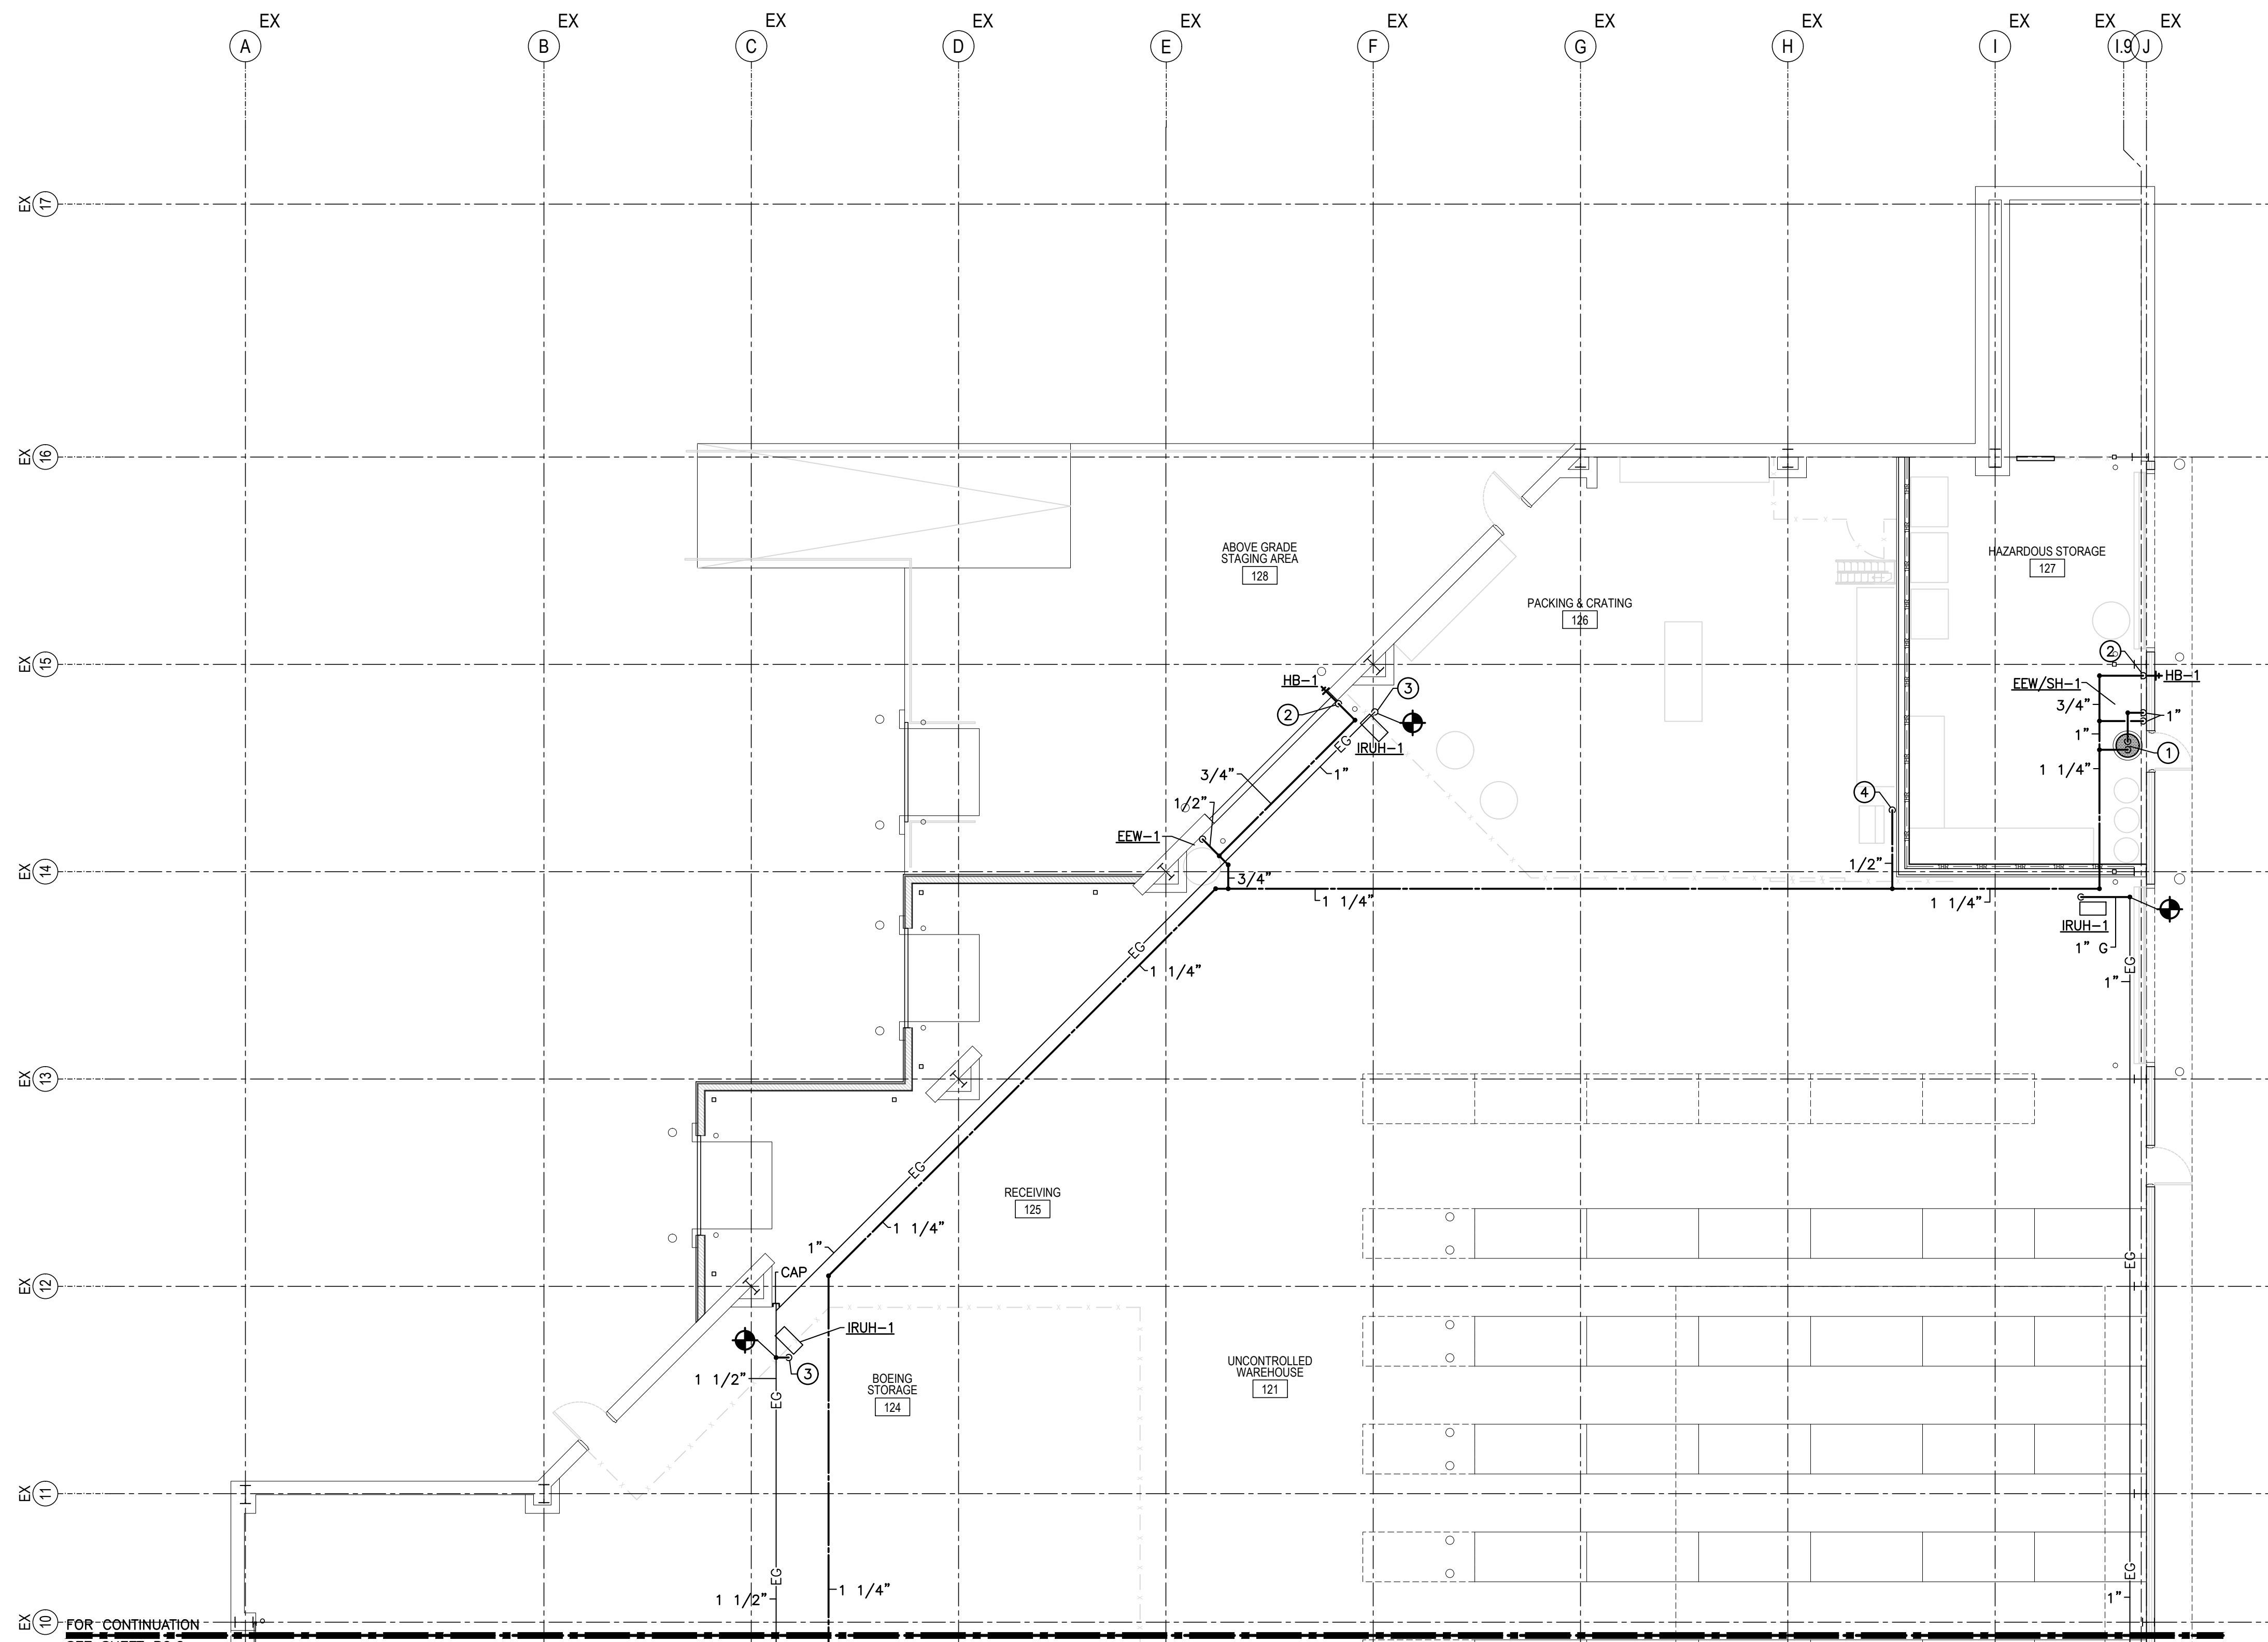 EX EX EX EX EX EX EX EX EX EX EX
A B C D E F G H I I.9 J
EX 17
EX 16
ABOVE GRADE
STAGING AREA
128
HAZARDOUS STORAGE
127
PACKING & CRATING
126
EX 15
2
HB-1
EEW/SH-1
3/4"
1"
1"
1
1 1/4"
HB-1
2
3
IRUH-1
EG
3/4"
1"
1/2"
EEW-1
4
EX 14
1/2"
3/4"
1 1/4"
1 1/4"
IRUH-1
1" G
EG
1"
EG
1 1/4"
EX 13
EG
RECEIVING
125
1 1/4"
1"
CAP
EX 12
EG
IRUH-1
3
1 1/2"
EG
BOEING
STORAGE
124
UNCONTROLLED
WAREHOUSE
121
EX 11
EG
1 1/2"
1 1/4"
EG
1"
EX 10
FOR CONTINUATION